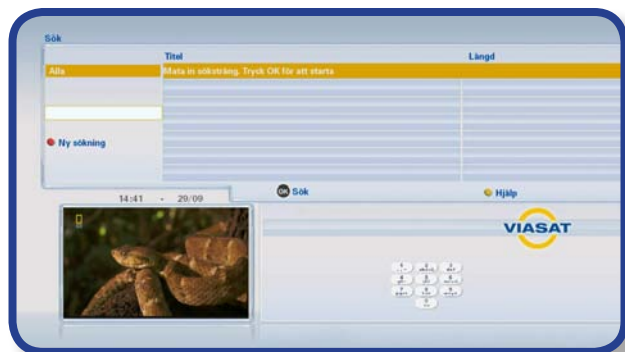 Sök
Titel Längd
Alla Mata in söksträng. Tryck OK för att starta
Ny sökning
OK Sök Hjälp
14:41 - 29/09
VIASAT